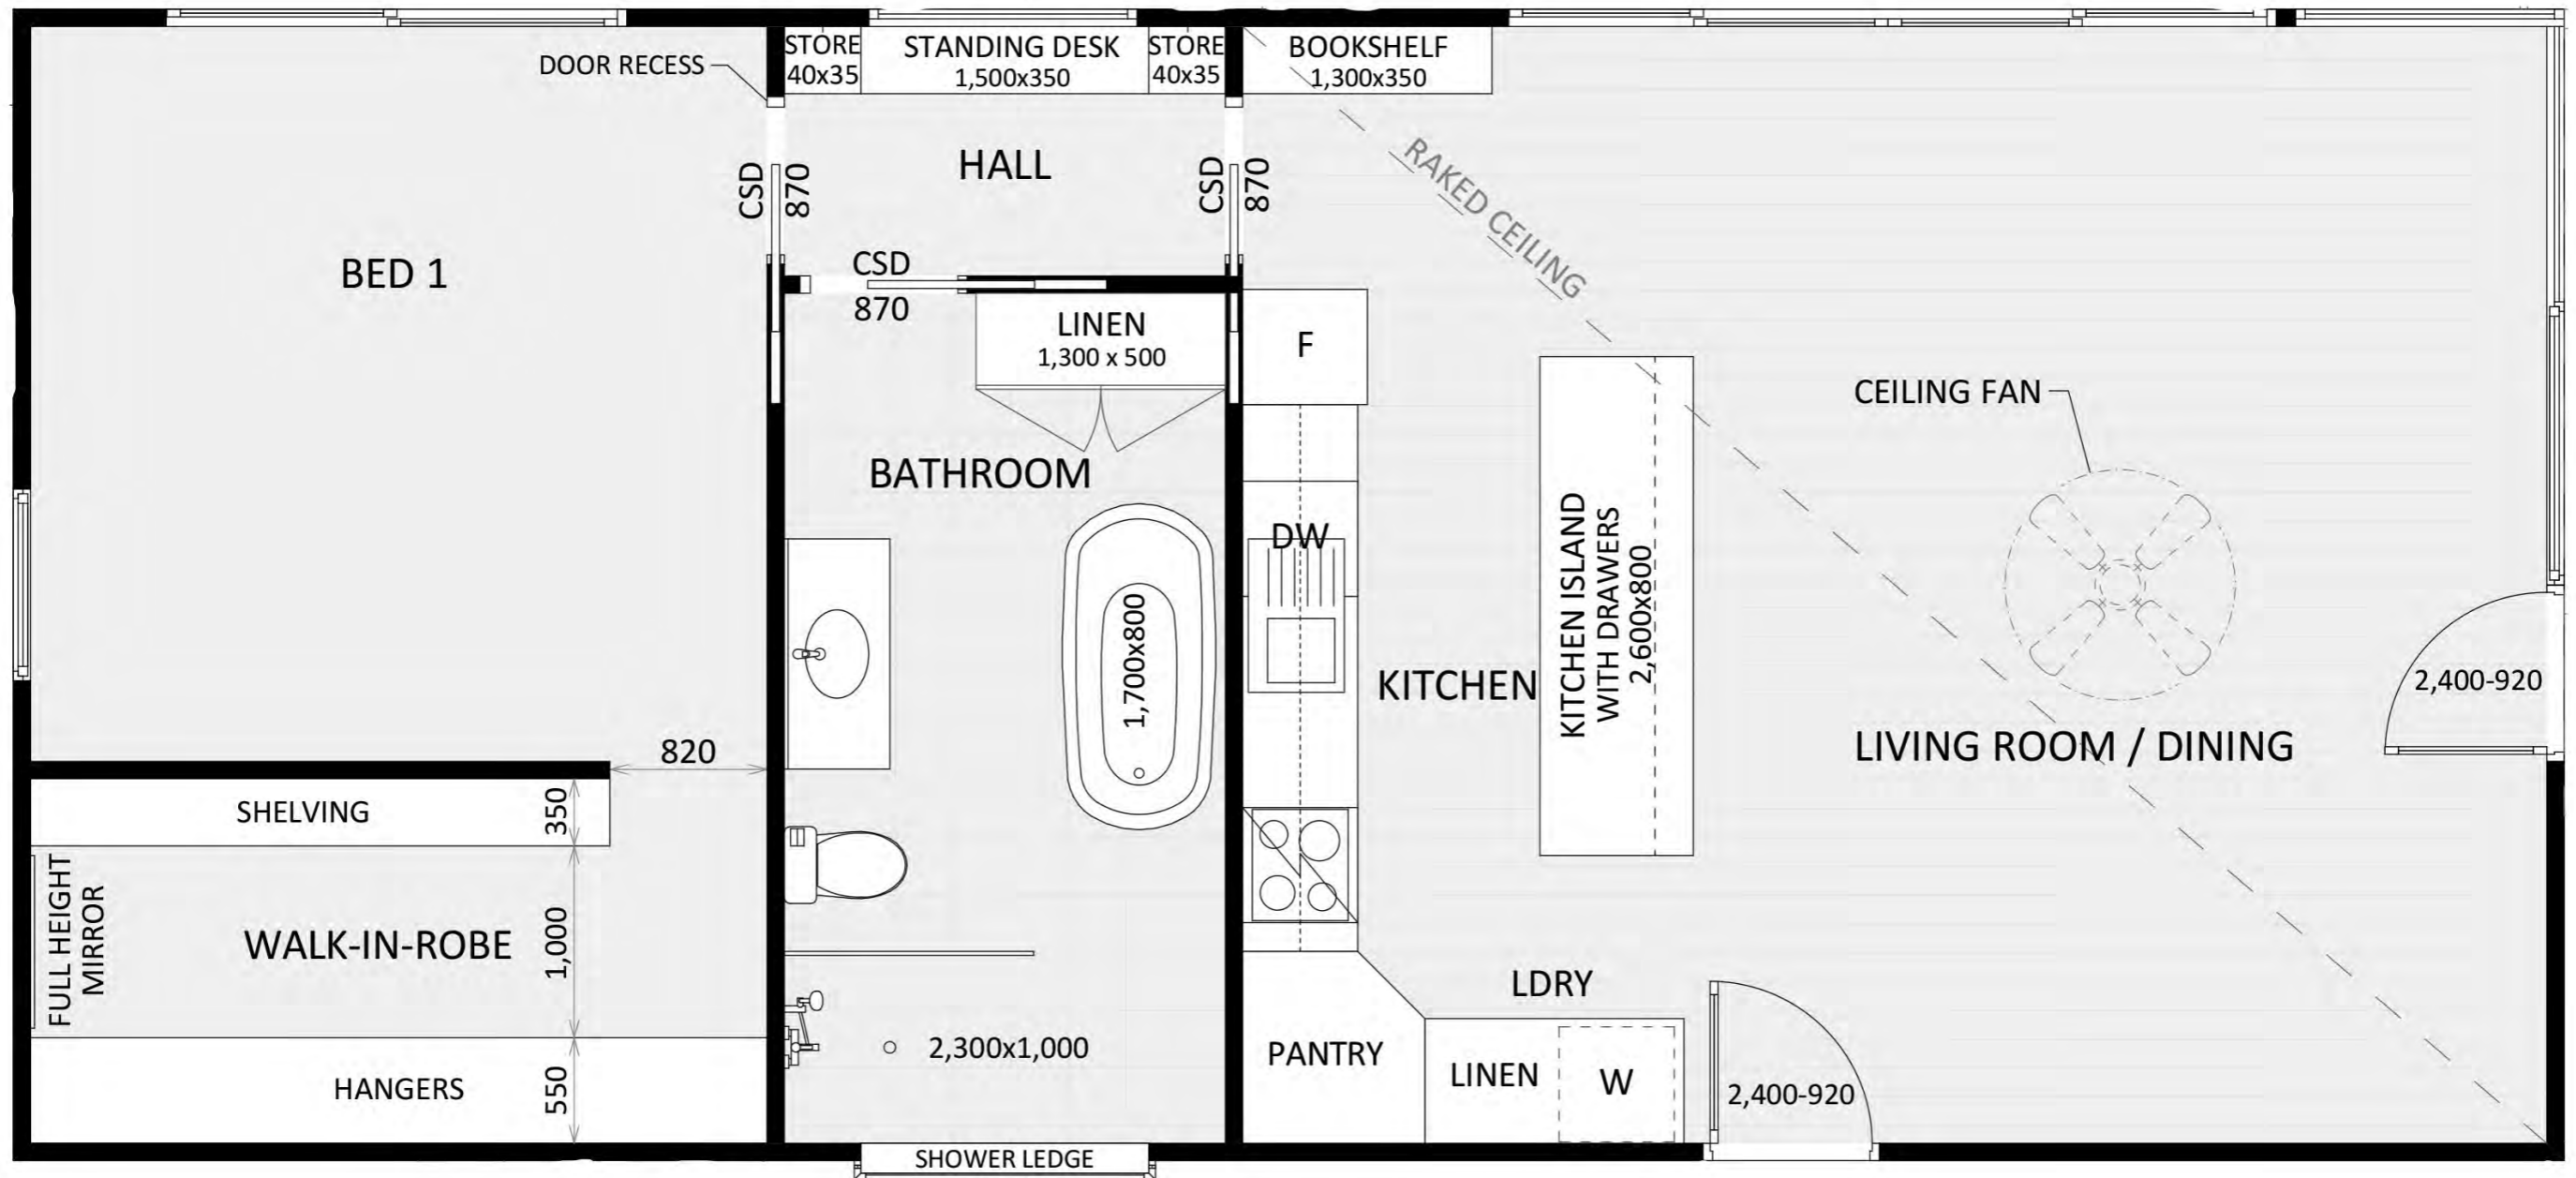 STORE
40x35
STANDING DESK
1,500x350
STORE
40x35
BOOKSHELF
1,300x350
DOOR RECESS
CSD
870
HALL
CSD
870
RAKED CEILING
BED 1
CSD
870
LINEN
1,300 x 500
F
CEILING FAN
BATHROOM
DW
KITCHEN ISLAND
WITH DRAWERS
2,600x800
1,700x800
KITCHEN
2,400-920
LIVING ROOM / DINING
820
SHELVING
350
FULL HEIGHT
MIRROR
WALK-IN-ROBE
1,000
LDRY
2,300x1,000
PANTRY
LINEN
W
2,400-920
HANGERS
550
SHOWER LEDGE